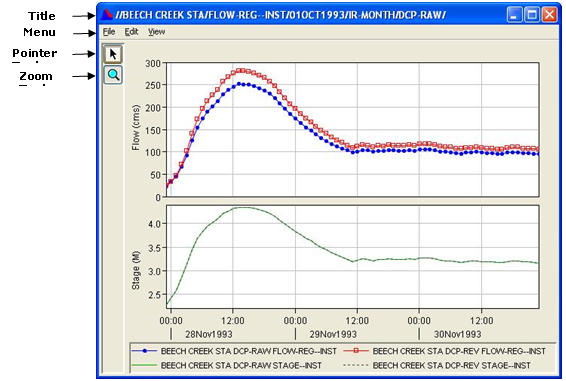 Title
//BEECH CREEK STA/FLOW-REG--INST/01OCT1993/IR-MONTH/DCP-RAW/
Menu
File Edit View
Pointer
Zoom
Flow (cms)
300
250
200
150
100
50
0
Stage (M)
4.0
3.5
3.0
2.5
00:00 12:00 00:00 12:00 00:00 12:00
28Nov1993 29Nov1993 30Nov1993
BEECH CREEK STA DCP-RAW FLOW-REG--INST BEECH CREEK STA DCP-REV FLOW-REG--INST
BEECH CREEK STA DCP-RAW STAGE--INST BEECH CREEK STA DCP-REV STAGE--INST